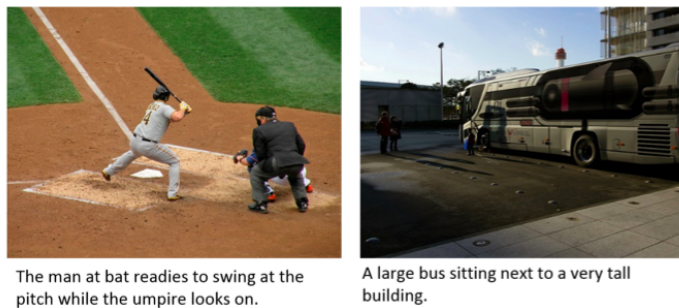 The man at bat readies to swing at the
pitch while the umpire looks on.
A large bus sitting next to a very tall
building.